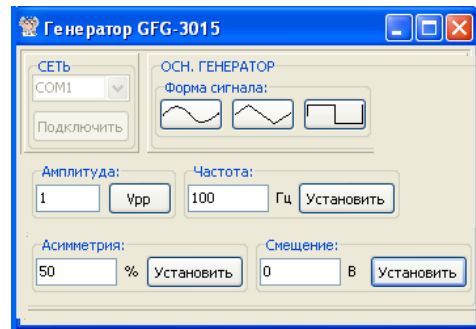 Генератор GFG-3015
СЕТЬ
COM1
Подключить
ОСН. ГЕНЕРАТОР
Форма сигнала:
Амплитуда:
1 Vpp
Частота:
100 Гц Установить
Асимметрия:
50 % Установить
Смещение:
0 В Установить